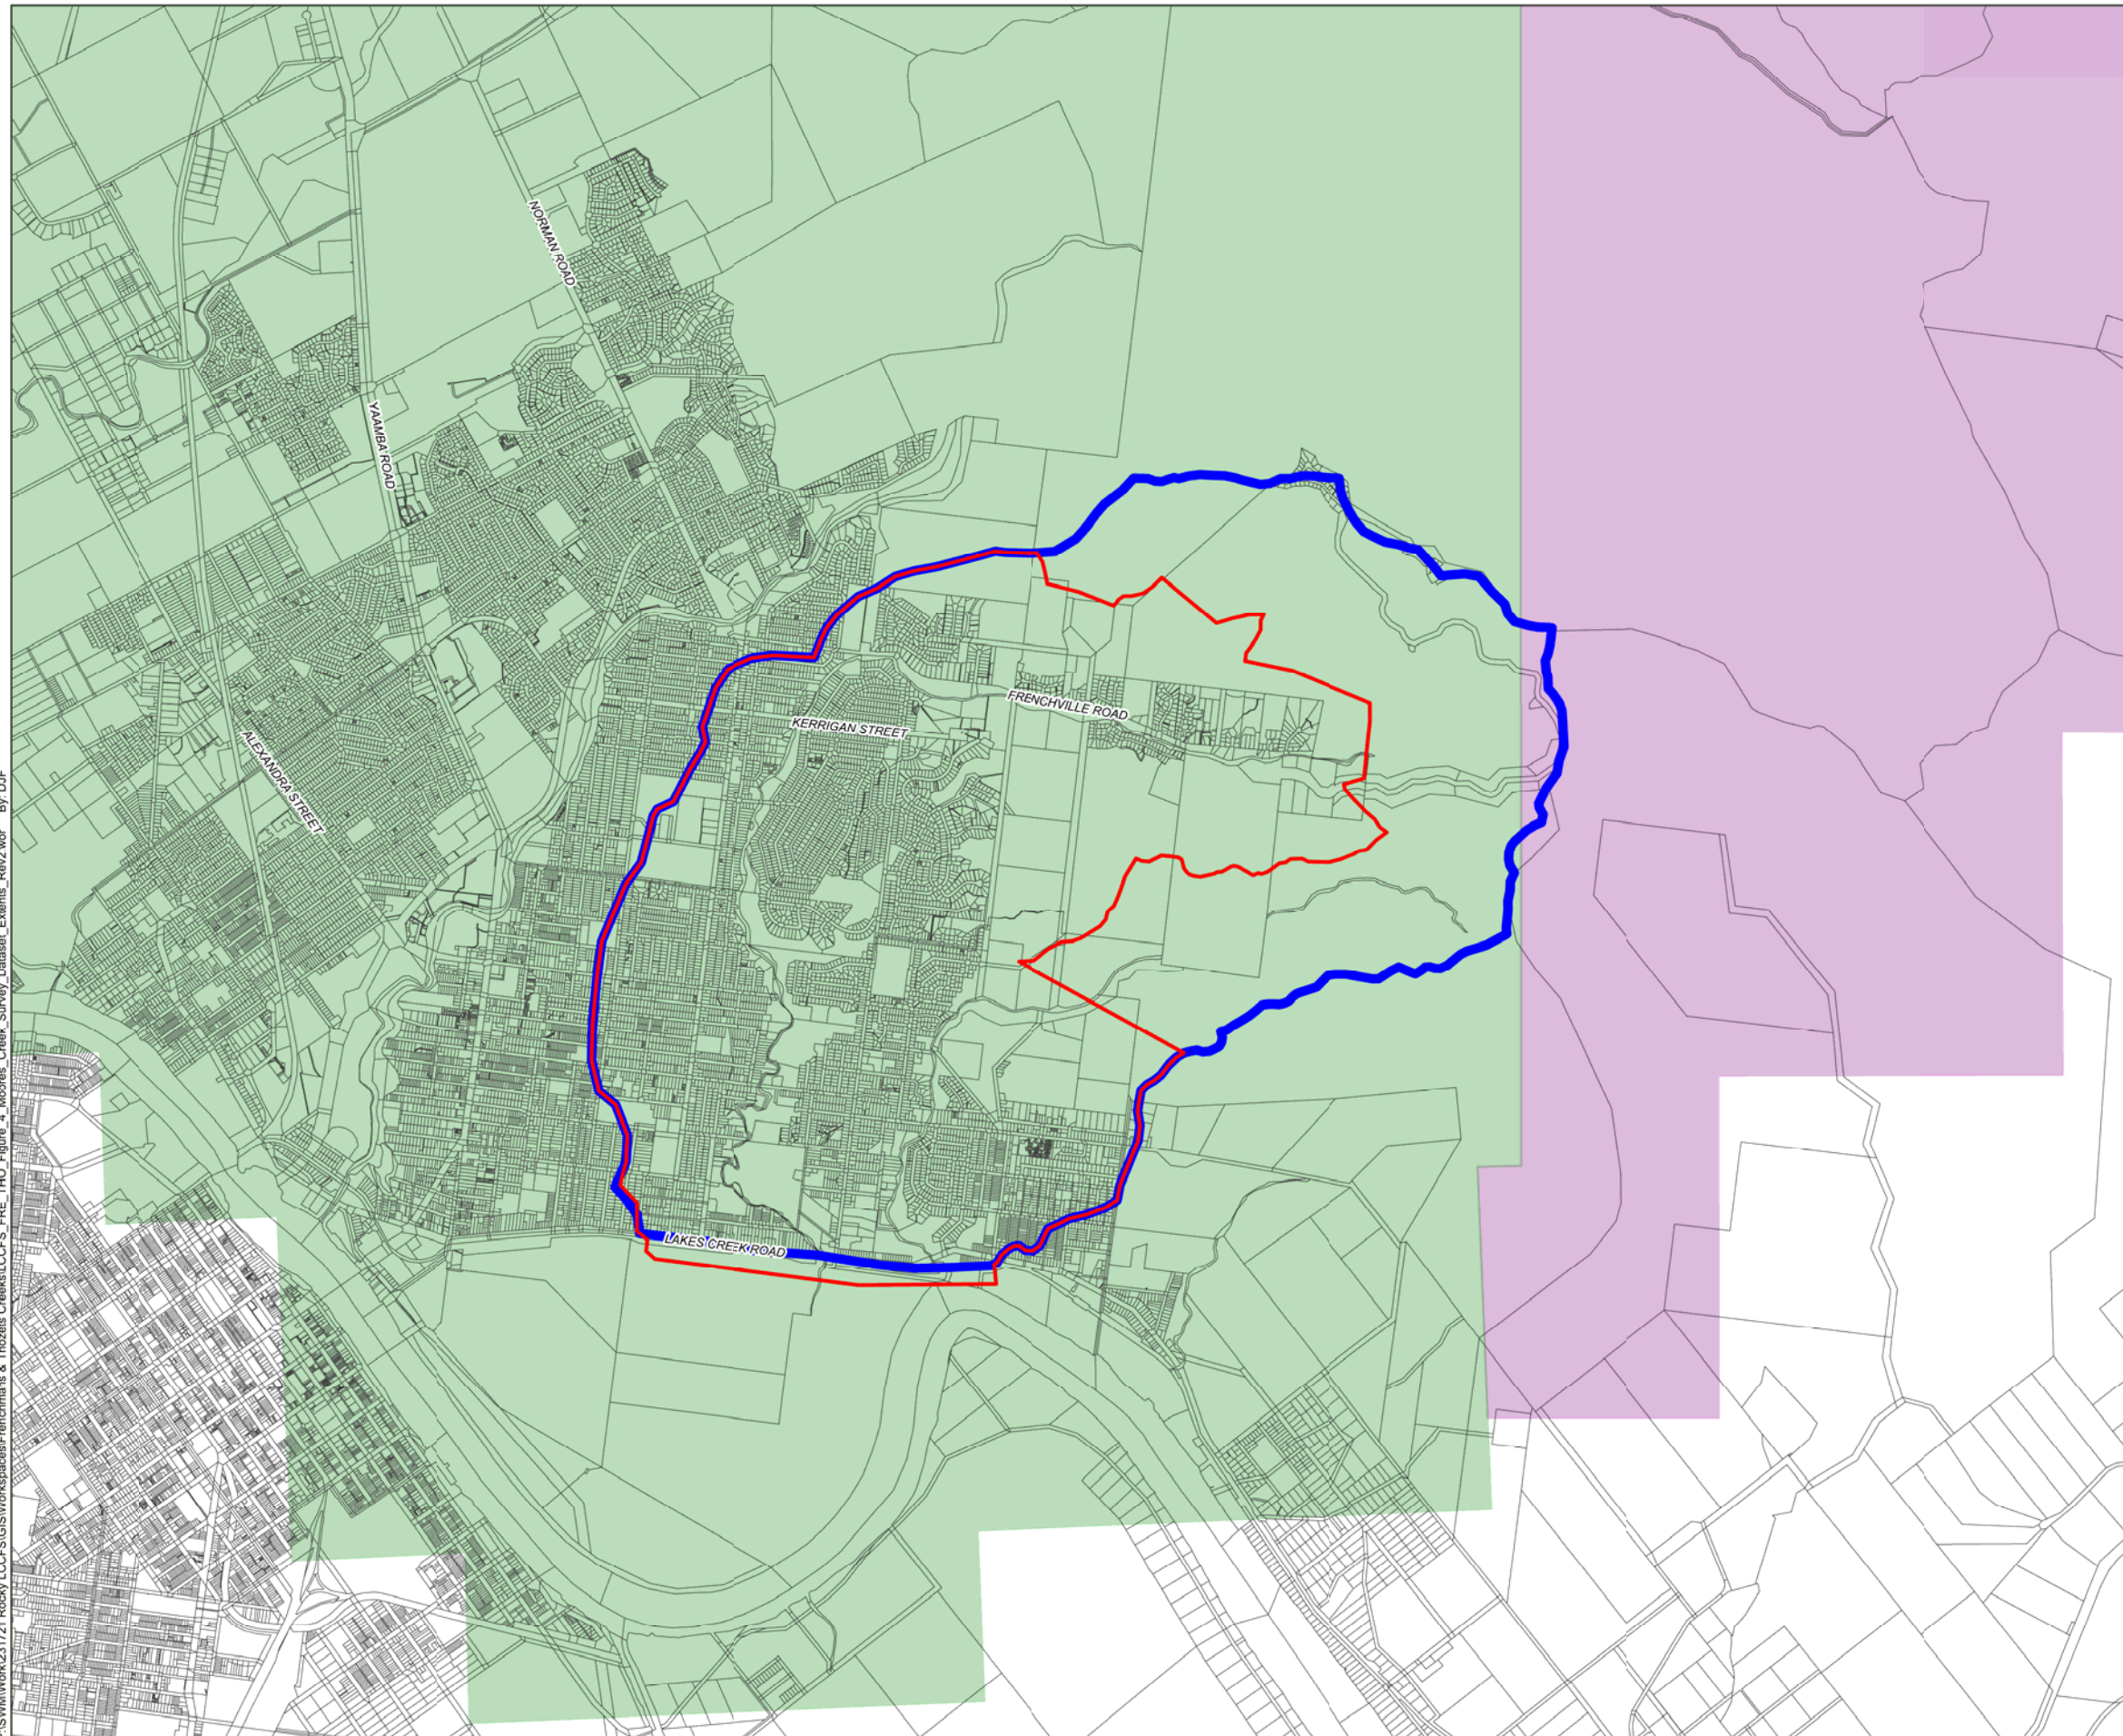 NORMAN ROAD
YAAMBA ROAD
FRENCHVILLE ROAD
KERRIGAN STREET
ALEXANDRA STREET
LAKES CREEK ROAD